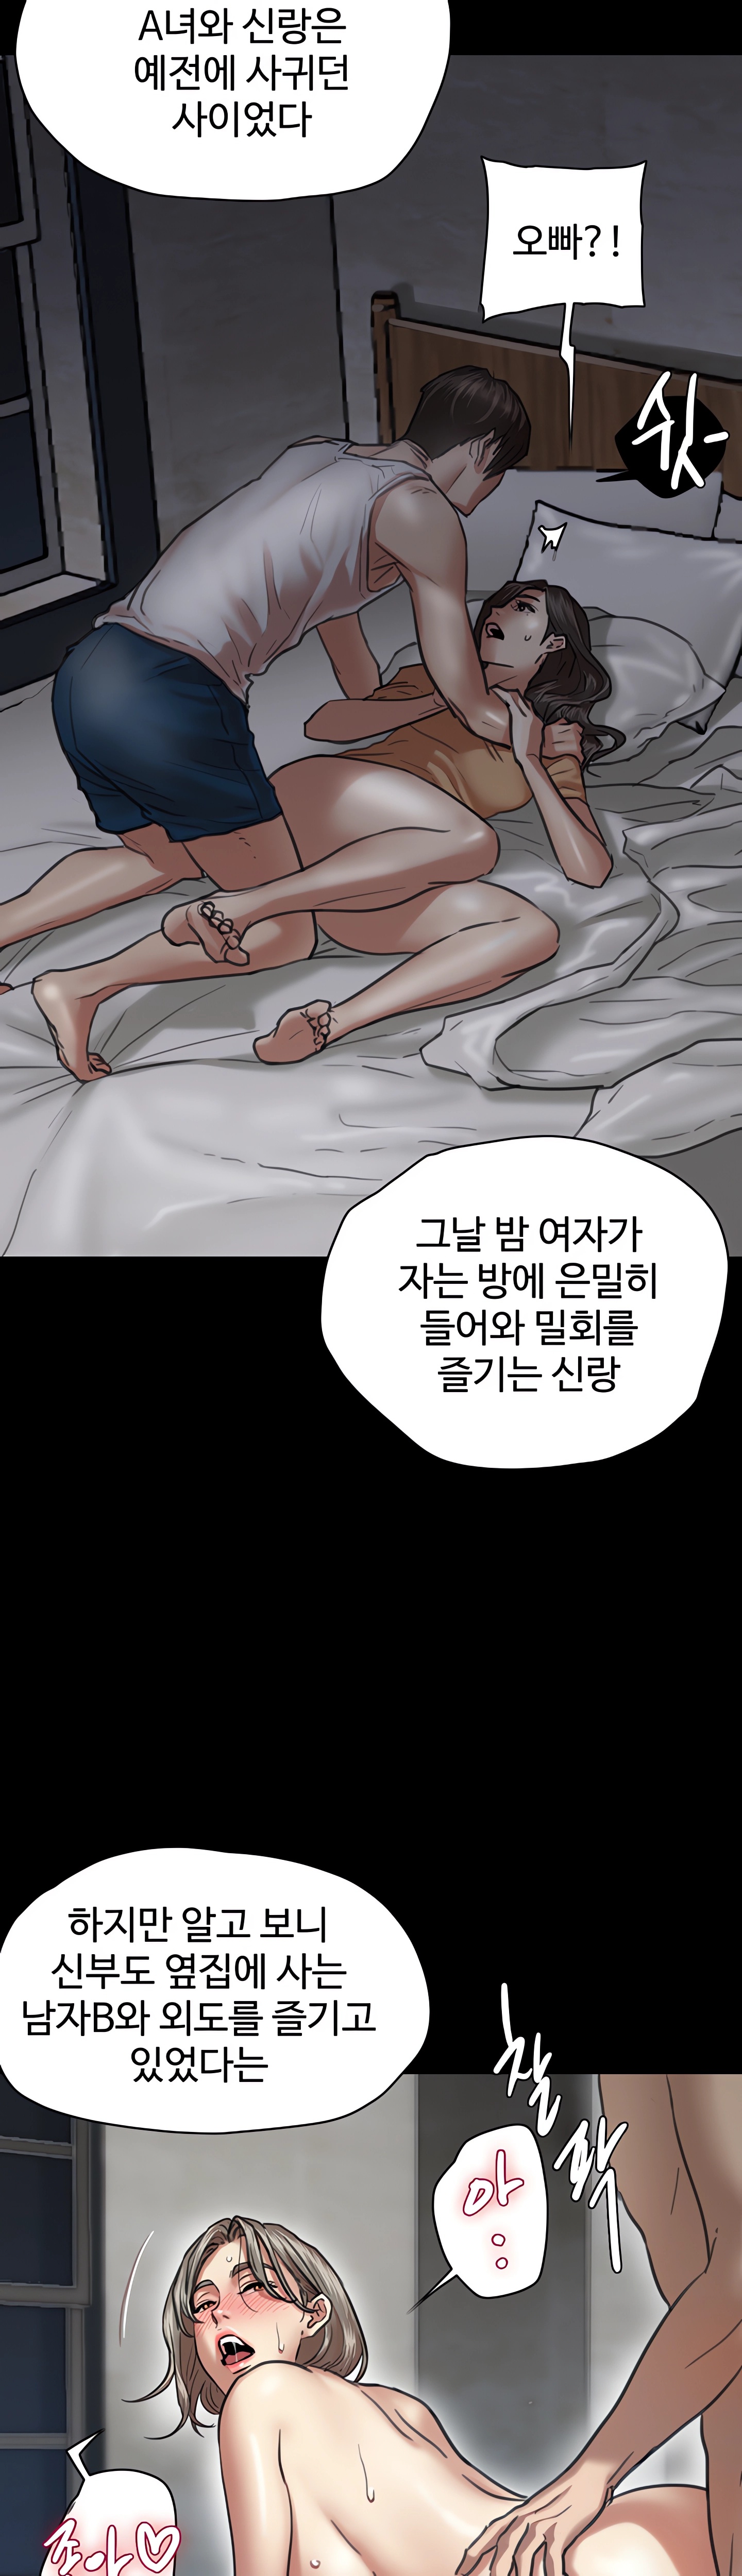 A녀와 신랑은
예전에 사귀던
사이었다
오빠?!
쉿-
그날 밤 여자가
자는 방에 은밀히
들어와 밀회를
즐기는 신랑
하지만 알고 보니
신부도 옆집에 사는
남자B와 외도를 즐기고
있었다는
찰
팍
아
:
조아♡